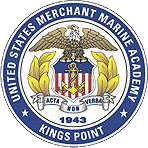 UNITED STATES MERCHANT MARINE ACADEMY
ACTA NON VERBA
1943
KINGS POINT